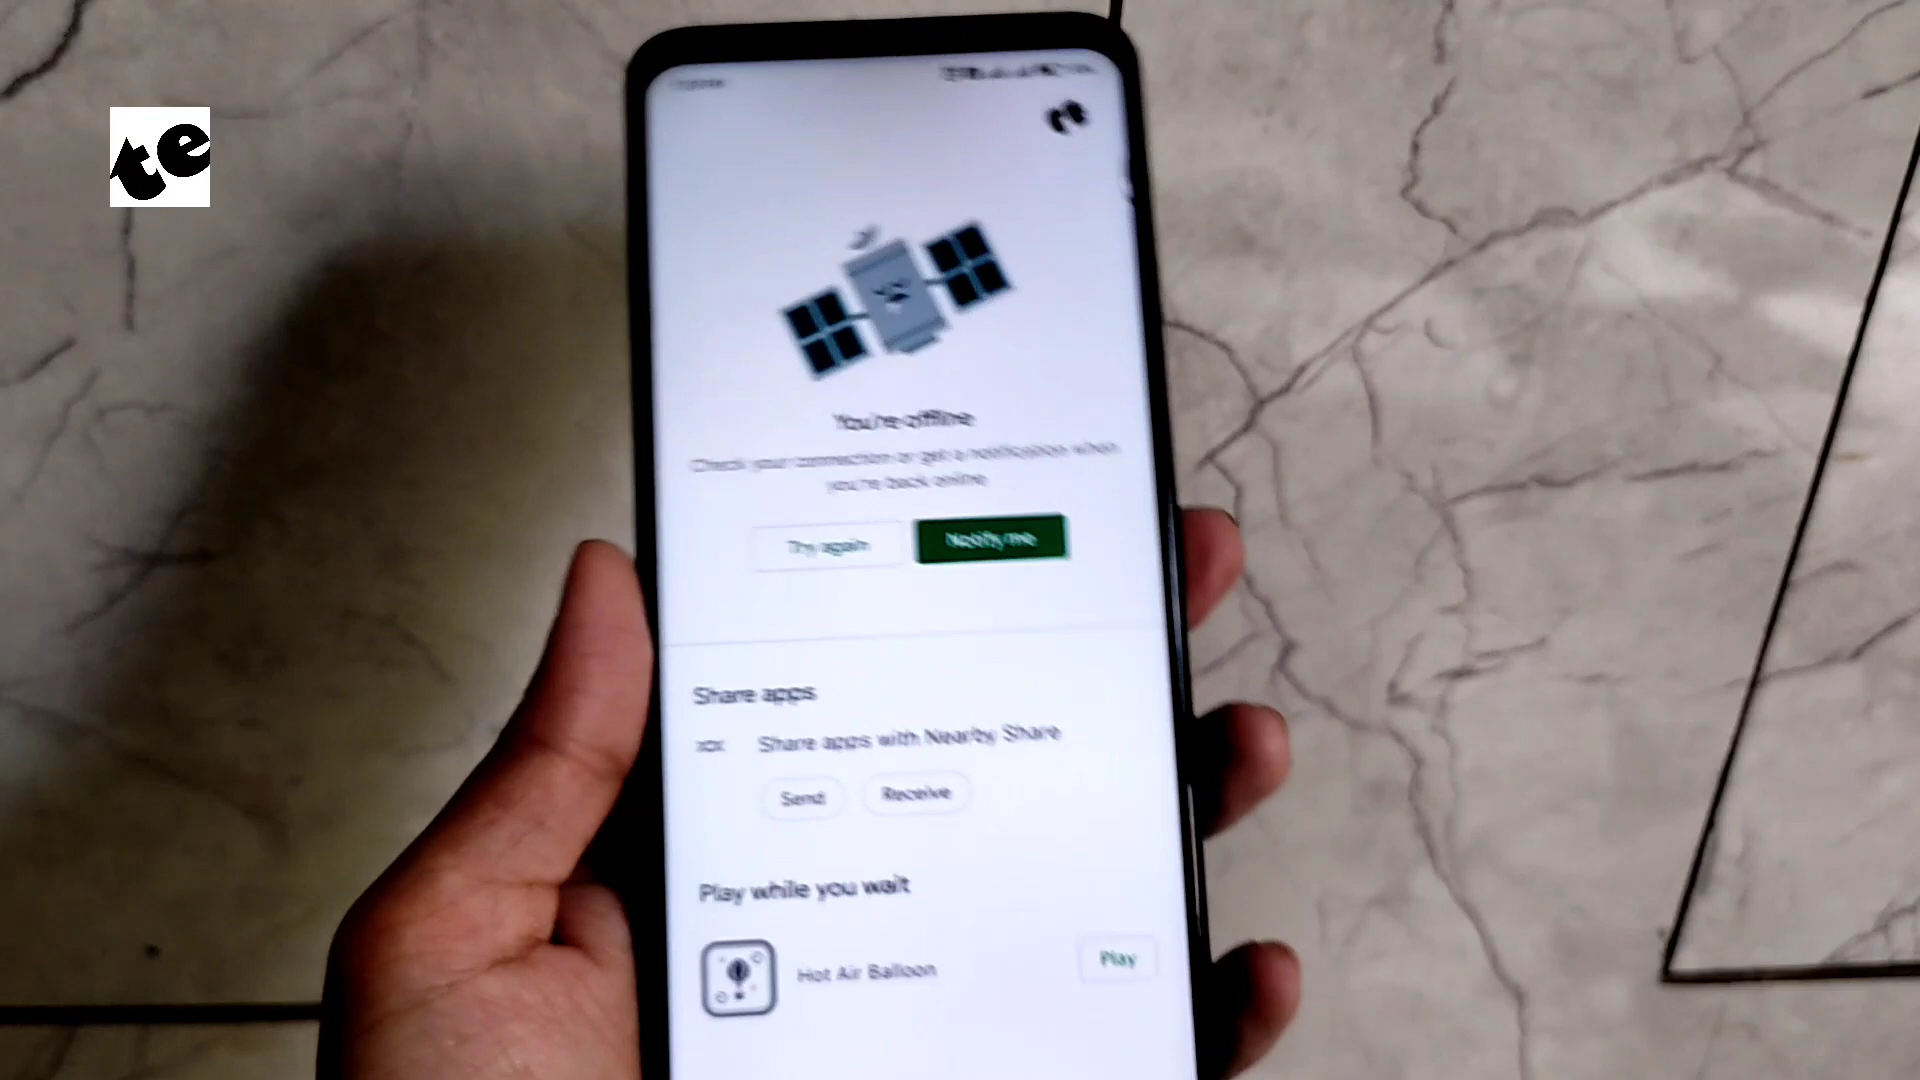 te
You're offline
Check your connection or get a notification when
you're back online
Try again
Notify me
Share apps
Share apps with Nearby Share
Send
Receive
Play while you wait
Hot Air Balloon
Play